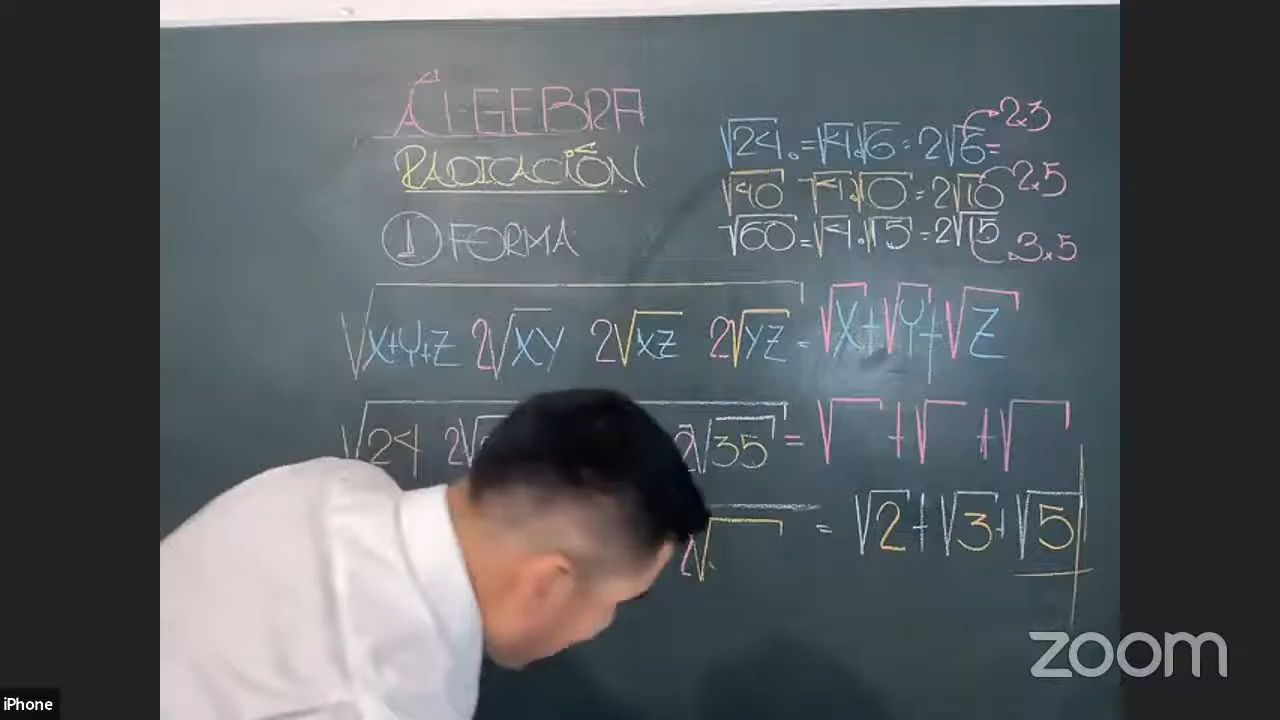 ÁLGEBRA
RADICACIÓN
① FORMA
√24 = √4.√6 = 2√6 = 2.3
√40 √4.√10 = 2√10 2.5
√60 = √4.√15 = 2√15 3.5
√X+Y+Z 2√XY 2√XZ 2√YZ = √X+√Y+√Z
√24 2√ 2√35 = √ +√ +√
2√ = √2+√3+√5
zoom
iPhone